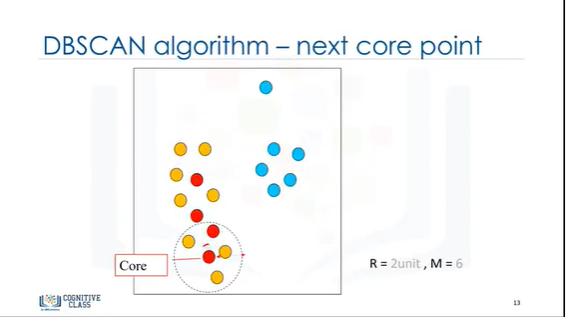 DBSCAN algorithm – next core point
Core
R = 2unit , M = 6
COGNITIVE
CLASS
13